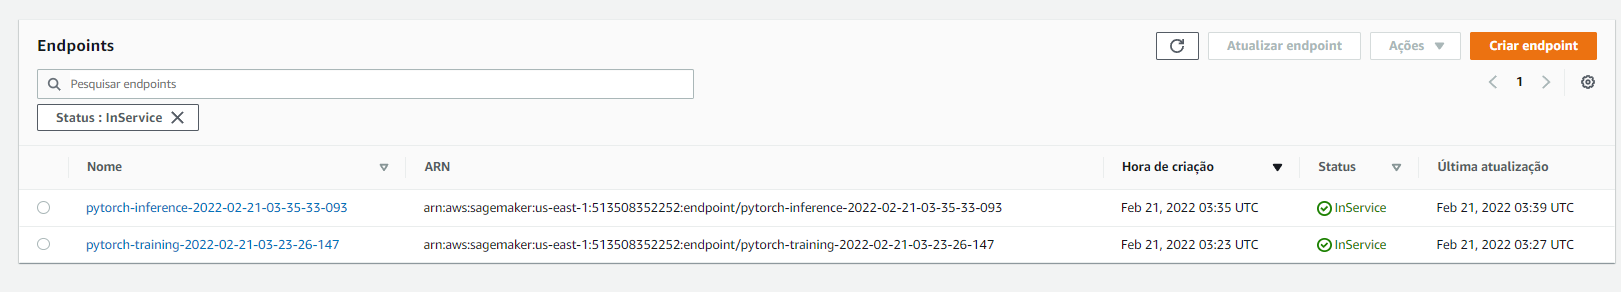 Endpoints
Atualizar endpoint
Ações
Criar endpoint
Pesquisar endpoints
1
Status : InService
Nome ARN Hora de criação Status Última atualização
pytorch-inference-2022-02-21-03-35-33-093 arn:aws:sagemaker:us-east-1:513508352252:endpoint/pytorch-inference-2022-02-21-03-35-33-093 Feb 21, 2022 03:35 UTC InService Feb 21, 2022 03:39 UTC
pytorch-training-2022-02-21-03-23-26-147 arn:aws:sagemaker:us-east-1:513508352252:endpoint/pytorch-training-2022-02-21-03-23-26-147 Feb 21, 2022 03:23 UTC InService Feb 21, 2022 03:27 UTC